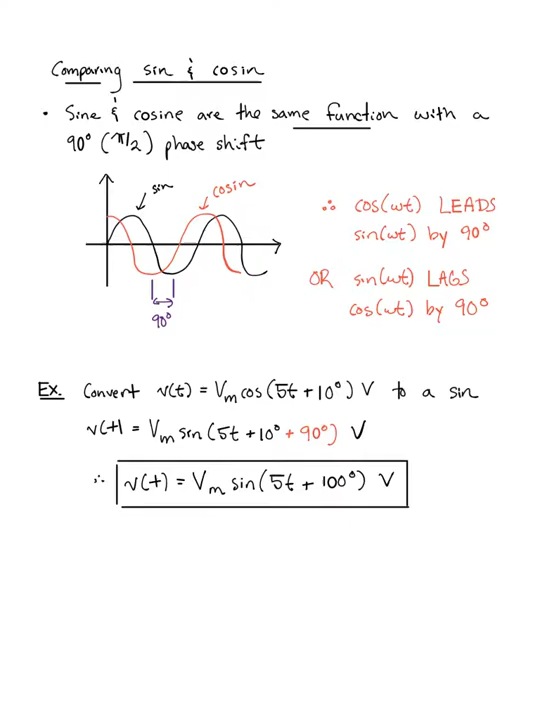 Comparing sin & cosin
• Sine & cosine are the same function with a
90° (π/2) phase shift
sin
cosin
90°
∴ cos(ωt) LEADS
sin(ωt) by 90°
OR sin(ωt) LAGS
cos(ωt) by 90°
Ex. Convert v(t) = Vm cos(5t + 10°) V to a sin
v(t) = Vm sin(5t + 10° + 90°) V
∴ v(t) = Vm sin(5t + 100°) V